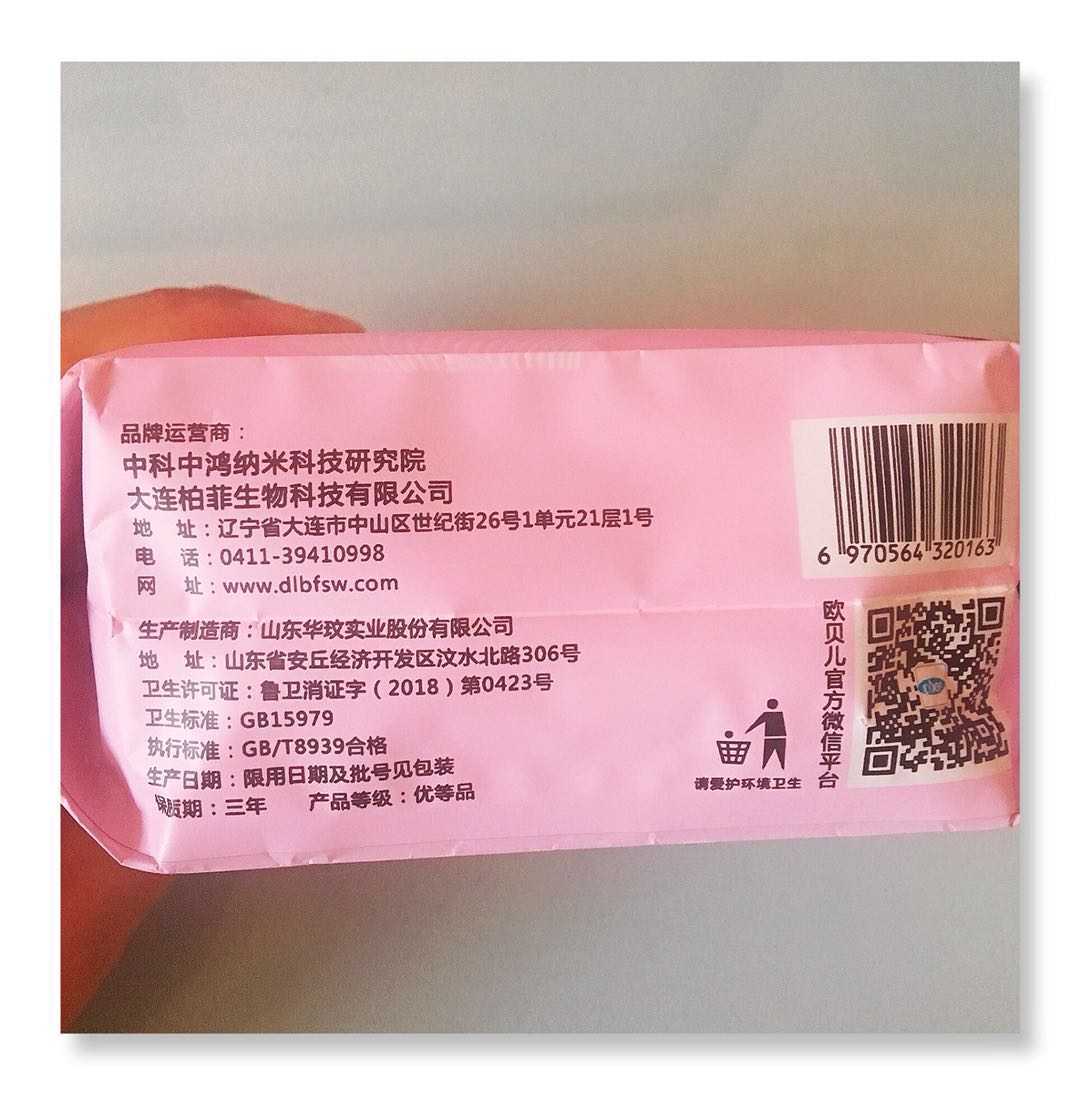 品牌运营商：
中科中鸿纳米科技研究院
大连柏菲生物科技有限公司
地 址：辽宁省大连市中山区世纪街26号1单元21层1号
电 话：0411-39410998
网 址：www.dlbfsw.com
生产制造商：山东华玟实业股份有限公司
地 址：山东省安丘经济开发区汶水北路306号
卫生许可证：鲁卫消证字（2018）第0423号
卫生标准：GB15979
执行标准：GB/T8939合格
生产日期：限用日期及批号见包装
保质期：三年 产品等级：优等品
6 970564 320163
欧贝儿官方微信平台
请爱护环境卫生